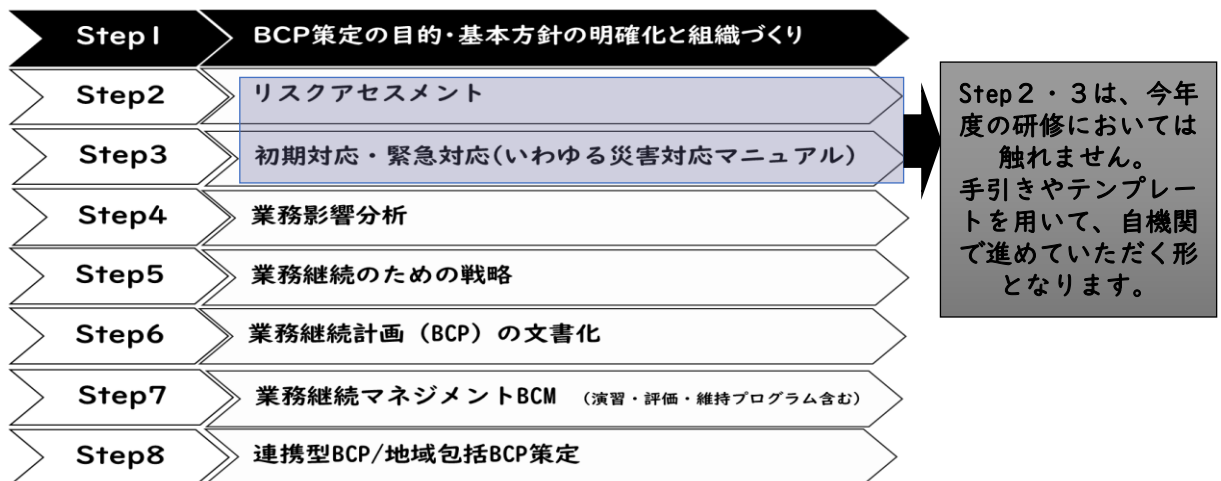 Step1 BCP策定の目的・基本方針の明確化と組織づくり
Step2 リスクアセスメント
Step3 初期対応・緊急対応(いわゆる災害対応マニュアル)
Step4 業務影響分析
Step5 業務継続のための戦略
Step6 業務継続計画（BCP）の文書化
Step7 業務継続マネジメントBCM （演習・評価・維持プログラム含む）
Step8 連携型BCP/地域包括BCP策定
Step２・３は、今年
度の研修においては
触れません。
手引きやテンプレー
トを用いて、自機関
で進めていただく形
となります。